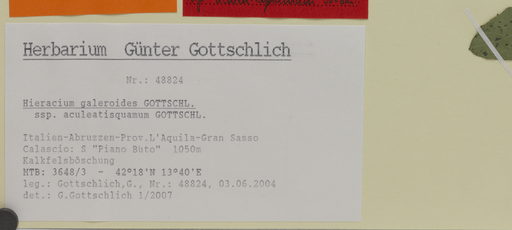 Herbarium Günter Gottschlich
Nr.: 48824
Hieracium galeroides GOTTSCHL.
ssp. aculeatisquamum GOTTSCHL.
Italien-Abruzzen-Prov.L'Aquila-Gran Sasso
Calascio: S "Piano Buto" 1050m
Kalkfelsböschung
MTB: 3648/3 - 42°18'N 13°40'E
leg.: Gottschlich,G., Nr.: 48824, 03.06.2004
det.: G.Gottschlich 1/2007